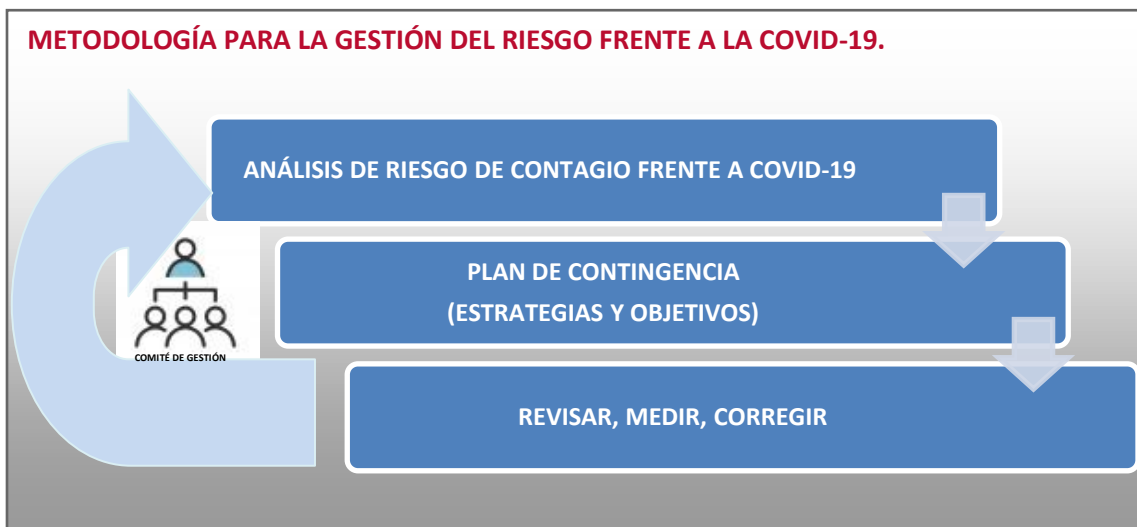 METODOLOGÍA PARA LA GESTIÓN DEL RIESGO FRENTE A LA COVID-19.
ANÁLISIS DE RIESGO DE CONTAGIO FRENTE A COVID-19
PLAN DE CONTINGENCIA
(ESTRATEGIAS Y OBJETIVOS)
COMITÉ DE GESTIÓN
REVISAR, MEDIR, CORREGIR